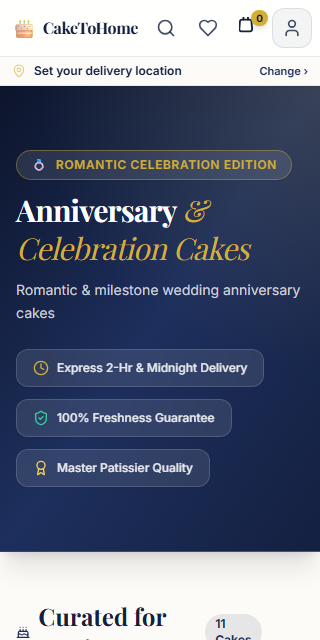 CakeToHome
0
Set your delivery location
Change ›
ROMANTIC CELEBRATION EDITION
Anniversary &
Celebration Cakes
Romantic & milestone wedding anniversary
cakes
Express 2-Hr & Midnight Delivery
100% Freshness Guarantee
Master Patissier Quality
Curated for
11
Cakes